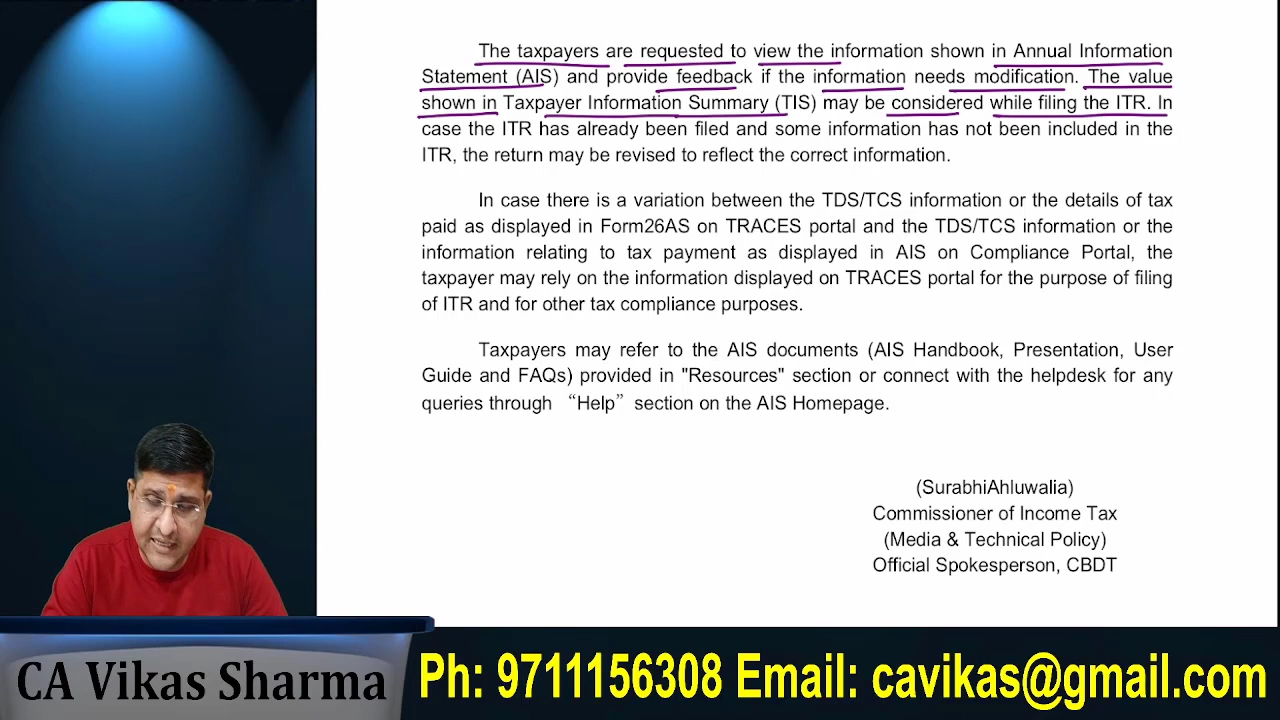 The taxpayers are requested to view the information shown in Annual Information
Statement (AIS) and provide feedback if the information needs modification. The value
shown in Taxpayer Information Summary (TIS) may be considered while filing the ITR. In
case the ITR has already been filed and some information has not been included in the
ITR, the return may be revised to reflect the correct information.
In case there is a variation between the TDS/TCS information or the details of tax
paid as displayed in Form26AS on TRACES portal and the TDS/TCS information or the
information relating to tax payment as displayed in AIS on Compliance Portal, the
taxpayer may rely on the information displayed on TRACES portal for the purpose of filing
of ITR and for other tax compliance purposes.
Taxpayers may refer to the AIS documents (AIS Handbook, Presentation, User
Guide and FAQs) provided in "Resources" section or connect with the helpdesk for any
queries through “Help” section on the AIS Homepage.
(SurabhiAhluwalia)
Commissioner of Income Tax
(Media & Technical Policy)
Official Spokesperson, CBDT
CA Vikas Sharma
Ph: 9711156308 Email: cavikas@gmail.com